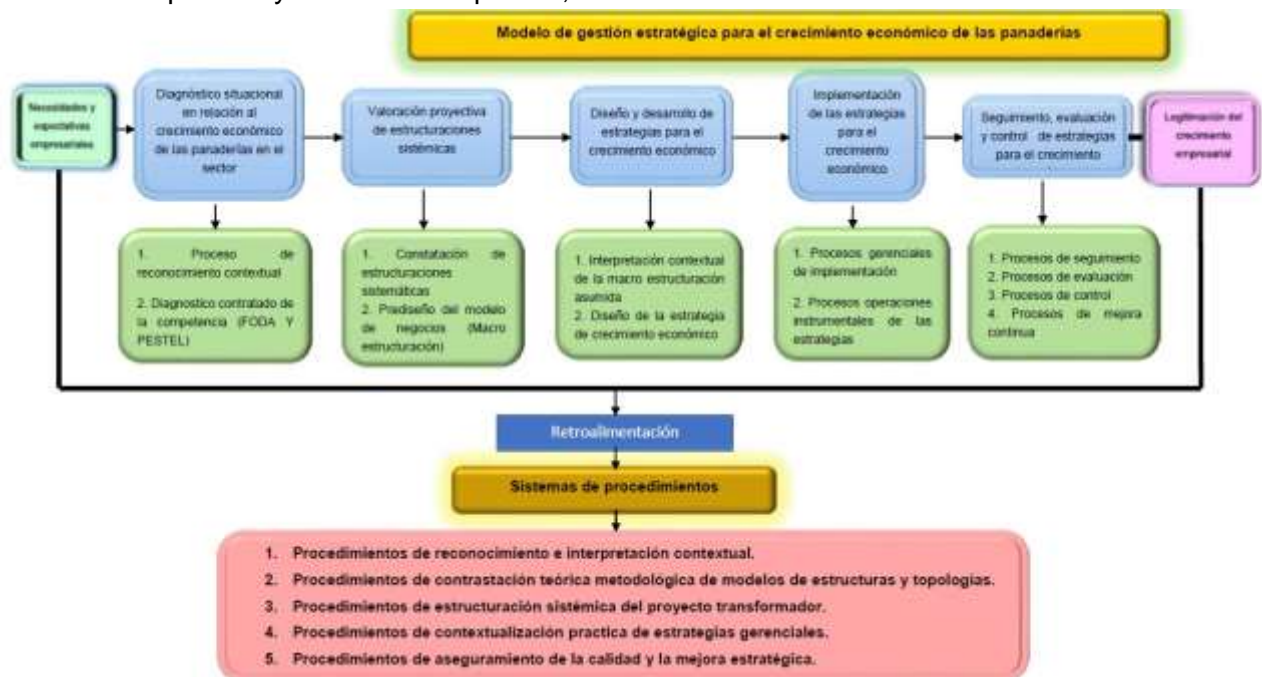 Modelo de gestión estratégica para el crecimiento económico de las panaderías
Necesidades y
expectativas
empresariales
Diagnóstico situacional
en relación al
crecimiento económico
de las panaderías en el
sector
Valoración proyectiva
de estructuraciones
sistémicas
Diseño y desarrollo de
estrategias para el
crecimiento económico
Implementación
de las estrategias
para el
crecimiento
económico
Seguimiento, evaluación
y control de estrategias
para el crecimiento
Legitimación del
crecimiento
empresarial
1. Proceso de
reconocimiento contextual
2. Diagnostico contratado de
la competencia (FODA Y
PESTEL)
1. Constatación de
estructuraciones
sistemáticas
2. Prediseño del modelo
de negocios (Macro
estructuración)
1. Interpretación contextual
de la macro estructuración
asumida
2. Diseño de la estrategia
de crecimiento económico
1. Procesos gerenciales
de implementación
2. Procesos operaciones
instrumentales de las
estrategias
1. Procesos de seguimiento
2. Procesos de evaluación
3. Procesos de control
4. Procesos de mejora
continua
Retroalimentación
Sistemas de procedimientos
1. Procedimientos de reconocimiento e interpretación contextual.
2. Procedimientos de contrastación teórica metodológica de modelos de estructuras y topologías.
3. Procedimientos de estructuración sistémica del proyecto transformador.
4. Procedimientos de contextualización practica de estrategias gerenciales.
5. Procedimientos de aseguramiento de la calidad y la mejora estratégica.